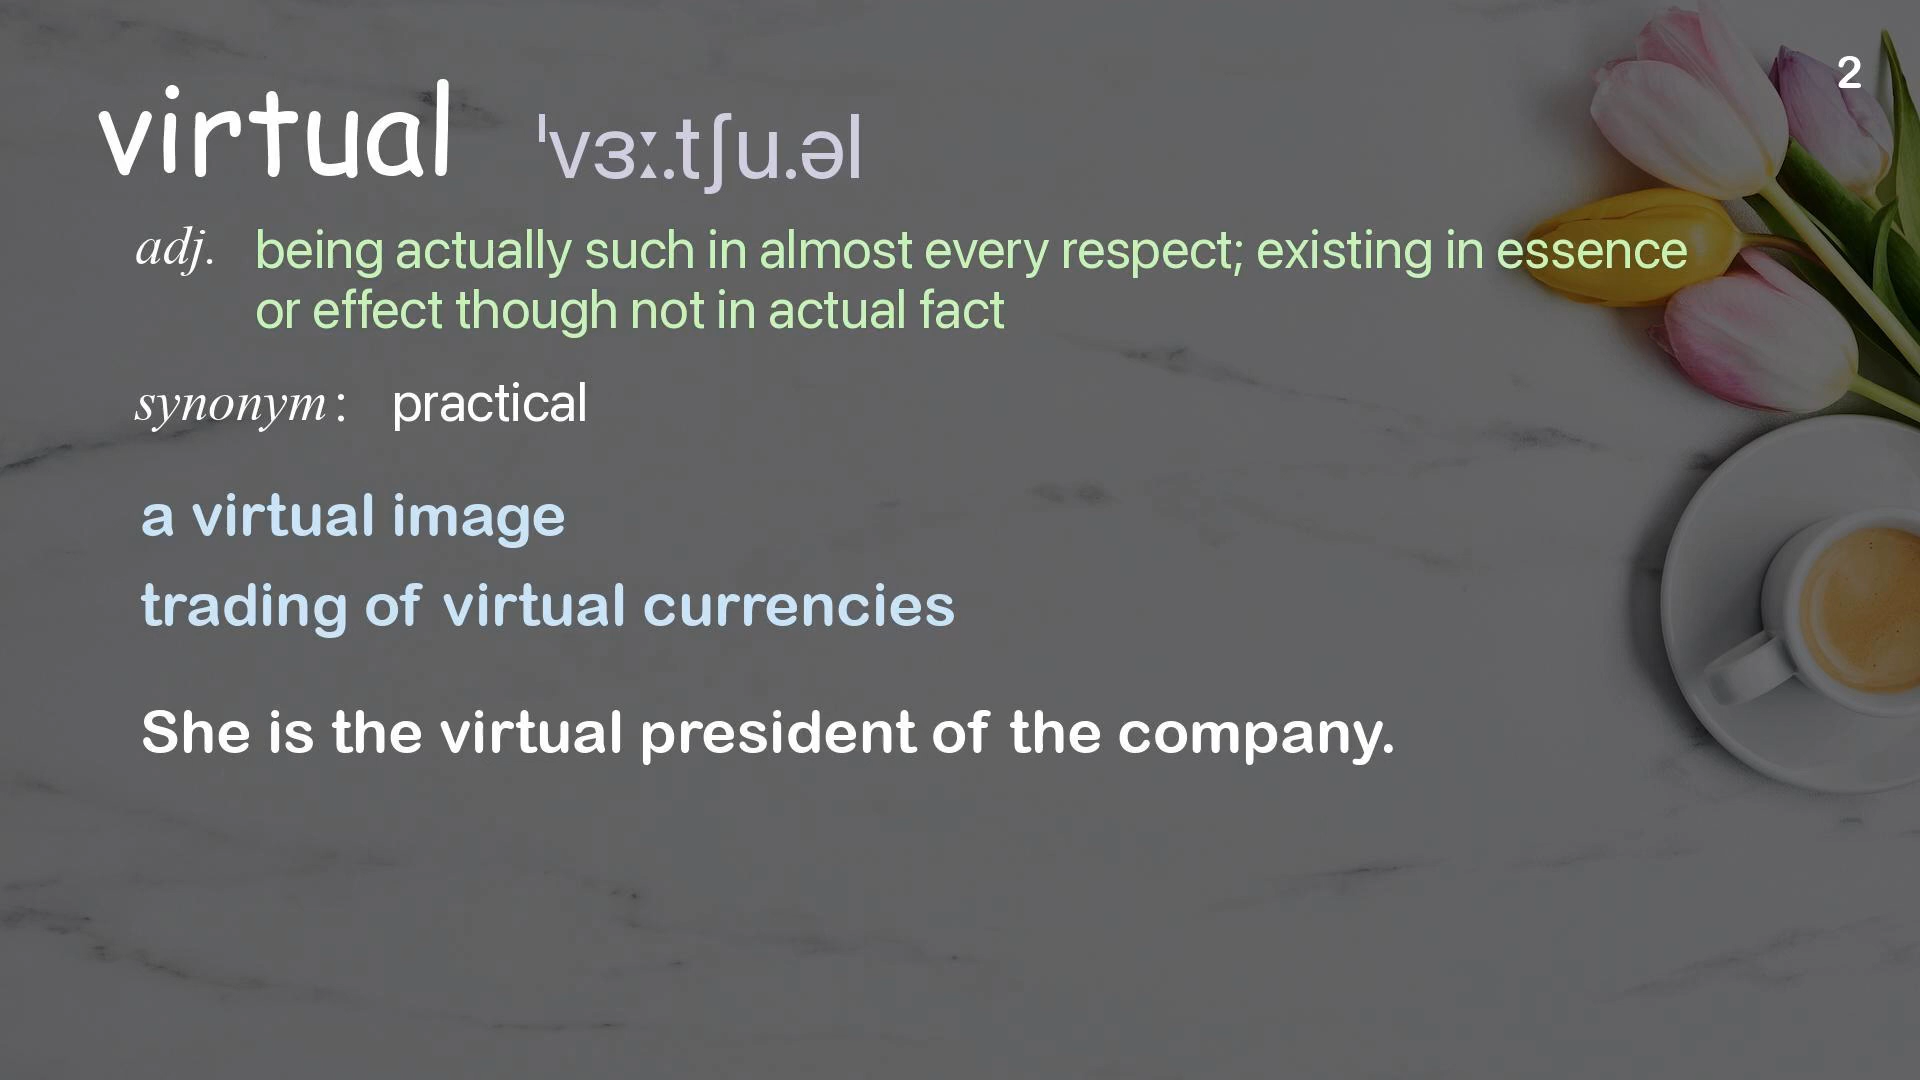 2
virtual ˈvɜː.tʃu.əl
adj. being actually such in almost every respect; existing in essence
or effect though not in actual fact
synonym: practical
a virtual image
trading of virtual currencies
She is the virtual president of the company.